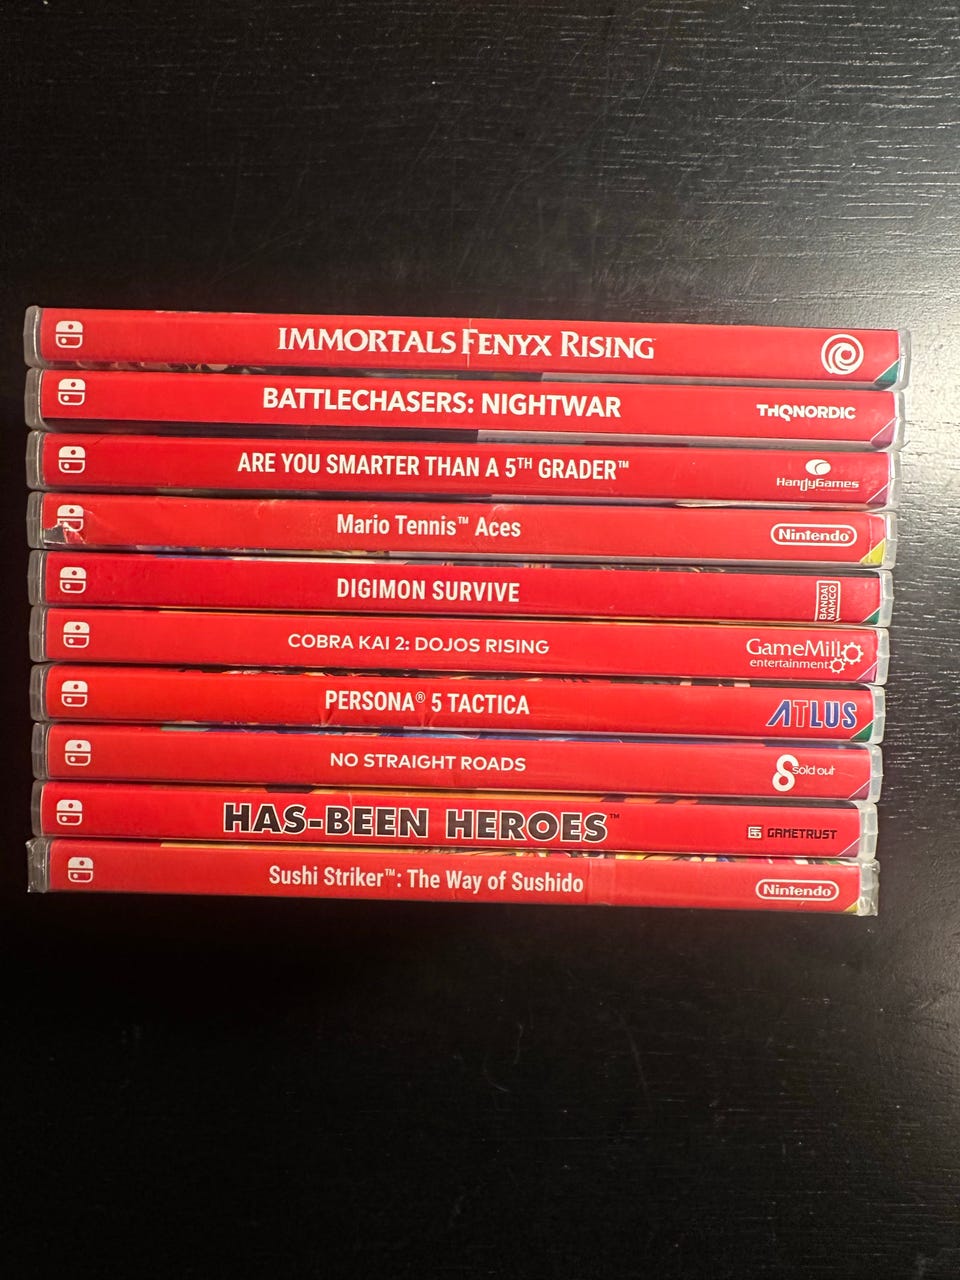 IMMORTALS FENYX RISING
BATTLECHASERS: NIGHTWAR THQNORDIC
ARE YOU SMARTER THAN A 5TH GRADER™ HandyGames
Mario Tennis™ Aces Nintendo
DIGIMON SURVIVE BANDAI NAMCO
COBRA KAI 2: DOJOS RISING GameMill entertainment
PERSONA® 5 TACTICA ATLUS
NO STRAIGHT ROADS Sold out
HAS-BEEN HEROES™ GAMETRUST
Sushi Striker™: The Way of Sushido Nintendo